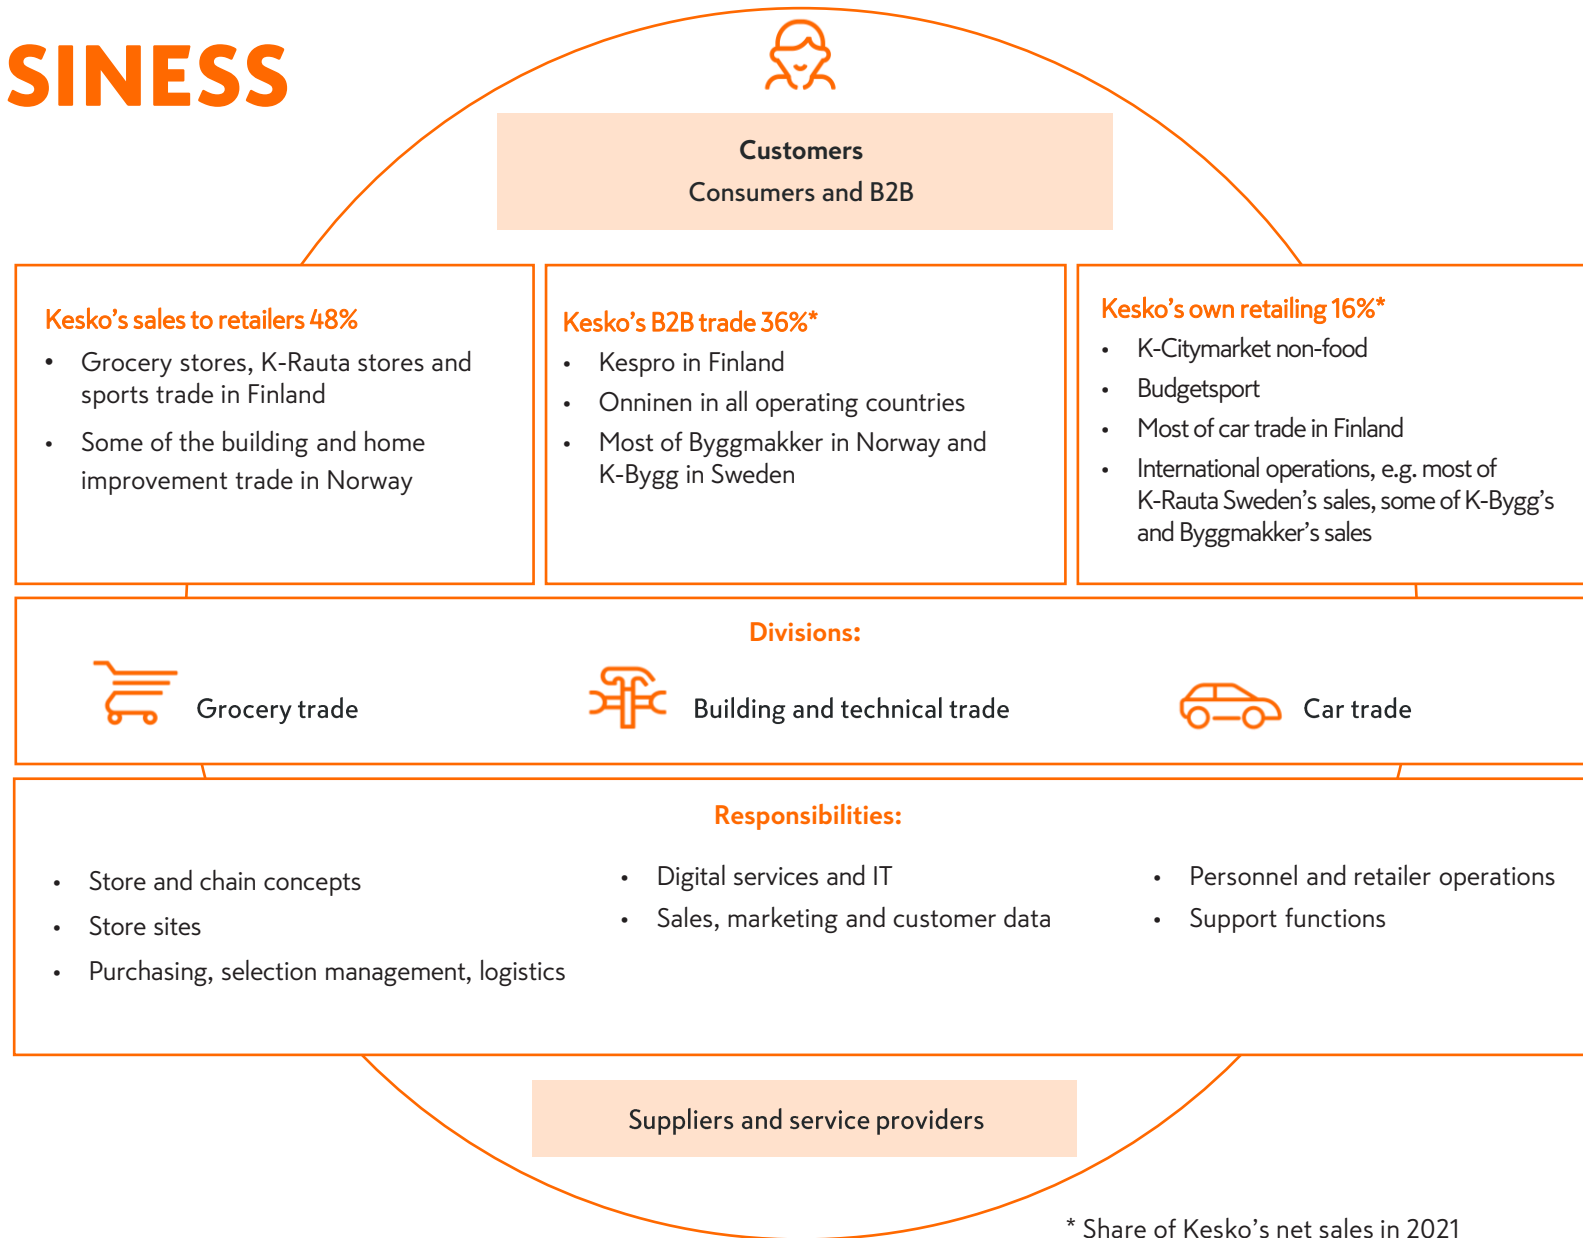 SINESS
Customers
Consumers and B2B
Kesko’s sales to retailers 48%
• Grocery stores, K-Rauta stores and
sports trade in Finland
• Some of the building and home
improvement trade in Norway
Kesko’s B2B trade 36%*
• Kespro in Finland
• Onninen in all operating countries
• Most of Byggmakker in Norway and
K-Bygg in Sweden
Kesko’s own retailing 16%*
• K-Citymarket non-food
• Budgetsport
• Most of car trade in Finland
• International operations, e.g. most of
K-Rauta Sweden’s sales, some of K-Bygg’s
and Byggmakker’s sales
Divisions:
Grocery trade
Building and technical trade
Car trade
Responsibilities:
• Store and chain concepts
• Store sites
• Purchasing, selection management, logistics
• Digital services and IT
• Sales, marketing and customer data
• Personnel and retailer operations
• Support functions
Suppliers and service providers
* Share of Kesko’s net sales in 2021